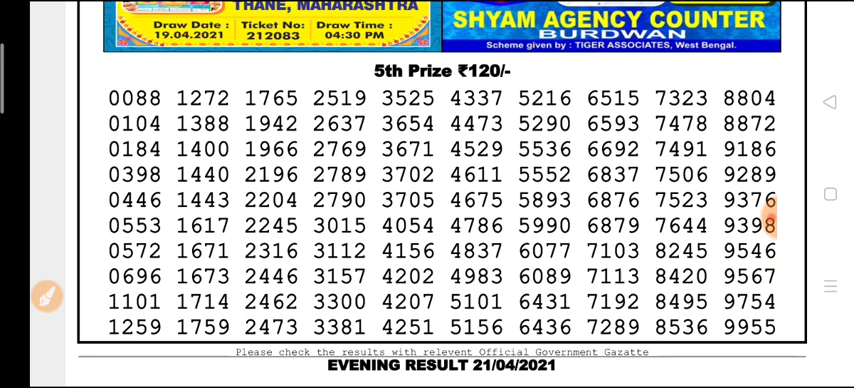 THANE, MAHARASHTRA
Draw Date : Ticket No: Draw Time :
19.04.2021 212083 04:30 PM
SHYAM AGENCY COUNTER
BURDWAN
Scheme given by : TIGER ASSOCIATES, West Bengal.
5th Prize ₹120/-
0088 1272 1765 2519 3525 4337 5216 6515 7323 8804
0104 1388 1942 2637 3654 4473 5290 6593 7478 8872
0184 1400 1966 2769 3671 4529 5536 6692 7491 9186
0398 1440 2196 2789 3702 4611 5552 6837 7506 9289
0446 1443 2204 2790 3705 4675 5893 6876 7523 9376
0553 1617 2245 3015 4054 4786 5990 6879 7644 9398
0572 1671 2316 3112 4156 4837 6077 7103 8245 9546
0696 1673 2446 3157 4202 4983 6089 7113 8420 9567
1101 1714 2462 3300 4207 5101 6431 7192 8495 9754
1259 1759 2473 3381 4251 5156 6436 7289 8536 9955
Please check the results with relevent Official Government Gazatte
EVENING RESULT 21/04/2021